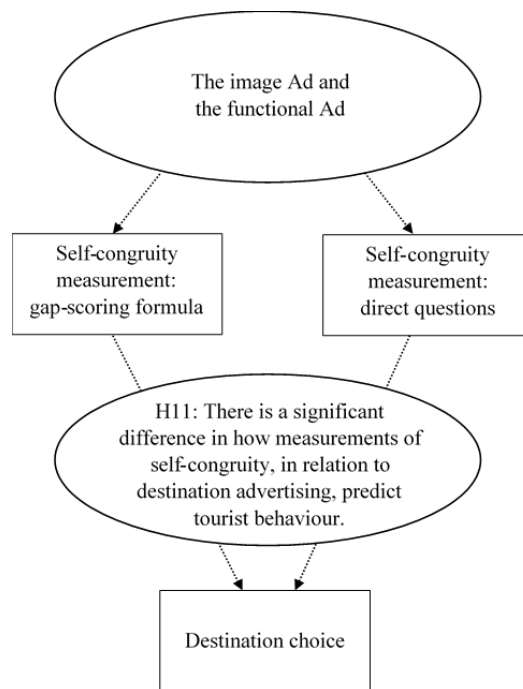 The image Ad and
the functional Ad
Self-congruity
measurement:
gap-scoring formula
Self-congruity
measurement:
direct questions
H11: There is a significant
difference in how measurements of
self-congruity, in relation to
destination advertising, predict
tourist behaviour.
Destination choice